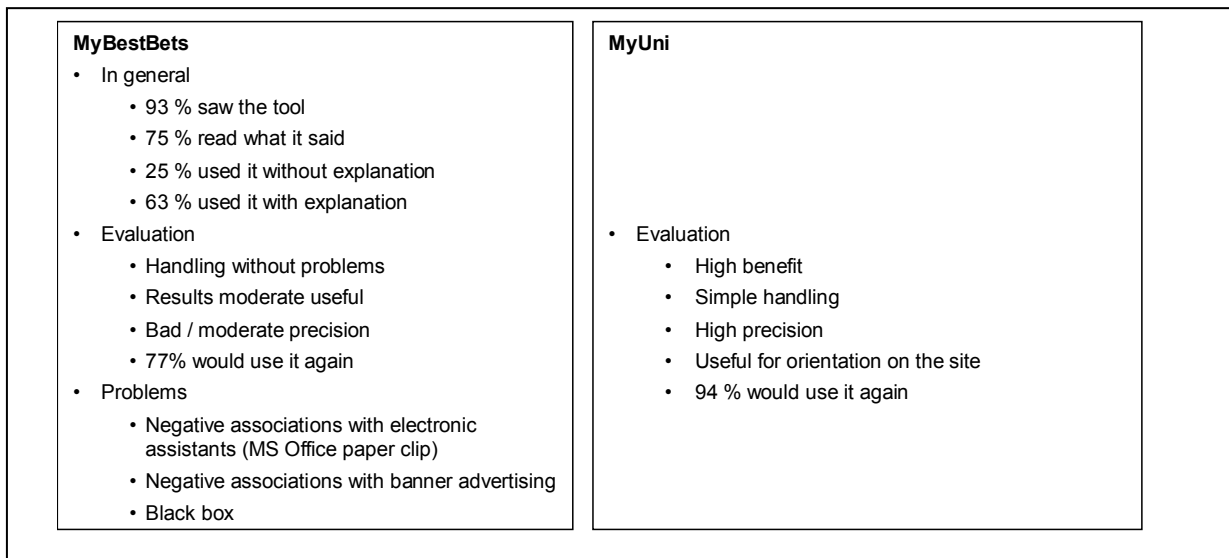 MyBestBets
• In general
• 93 % saw the tool
• 75 % read what it said
• 25 % used it without explanation
• 63 % used it with explanation
• Evaluation
• Handling without problems
• Results moderate useful
• Bad / moderate precision
• 77% would use it again
• Problems
• Negative associations with electronic
assistants (MS Office paper clip)
• Negative associations with banner advertising
• Black box
MyUni
• Evaluation
• High benefit
• Simple handling
• High precision
• Useful for orientation on the site
• 94 % would use it again